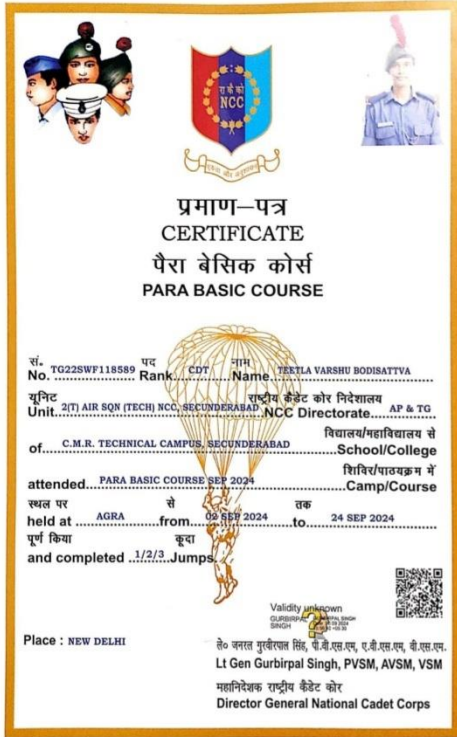 रा कै को
NCC
एकता और अनुशासन
प्रमाण–पत्र
CERTIFICATE
पैरा बेसिक कोर्स
PARA BASIC COURSE
सं. पद नाम
No. TG22SWF118589 Rank CDT Name TEETLA VARSHU BODISATTVA
यूनिट राष्ट्रीय कैडेट कोर निदेशालय
Unit 2(T) AIR SQN (TECH) NCC, SECUNDERABAD NCC Directorate AP & TG
विद्यालय/महाविद्यालय से
of C.M.R. TECHNICAL CAMPUS, SECUNDERABAD School/College
शिविर/पाठयक्रम में
attended PARA BASIC COURSE SEP 2024 Camp/Course
स्थल पर से तक
held at AGRA from 02 SEP 2024 to 24 SEP 2024
पूर्ण किया कूदा
and completed 1/2/3 Jumps
Validity unknown
GURBIRPAL SINGH
Place : NEW DELHI
ले० जनरल गुरवीरपाल सिंह, पी.वी.एस.एम, ए.वी.एस.एम, वी.एस.एम.
Lt Gen Gurbirpal Singh, PVSM, AVSM, VSM
महानिदेशक राष्ट्रीय कैडेट कोर
Director General National Cadet Corps